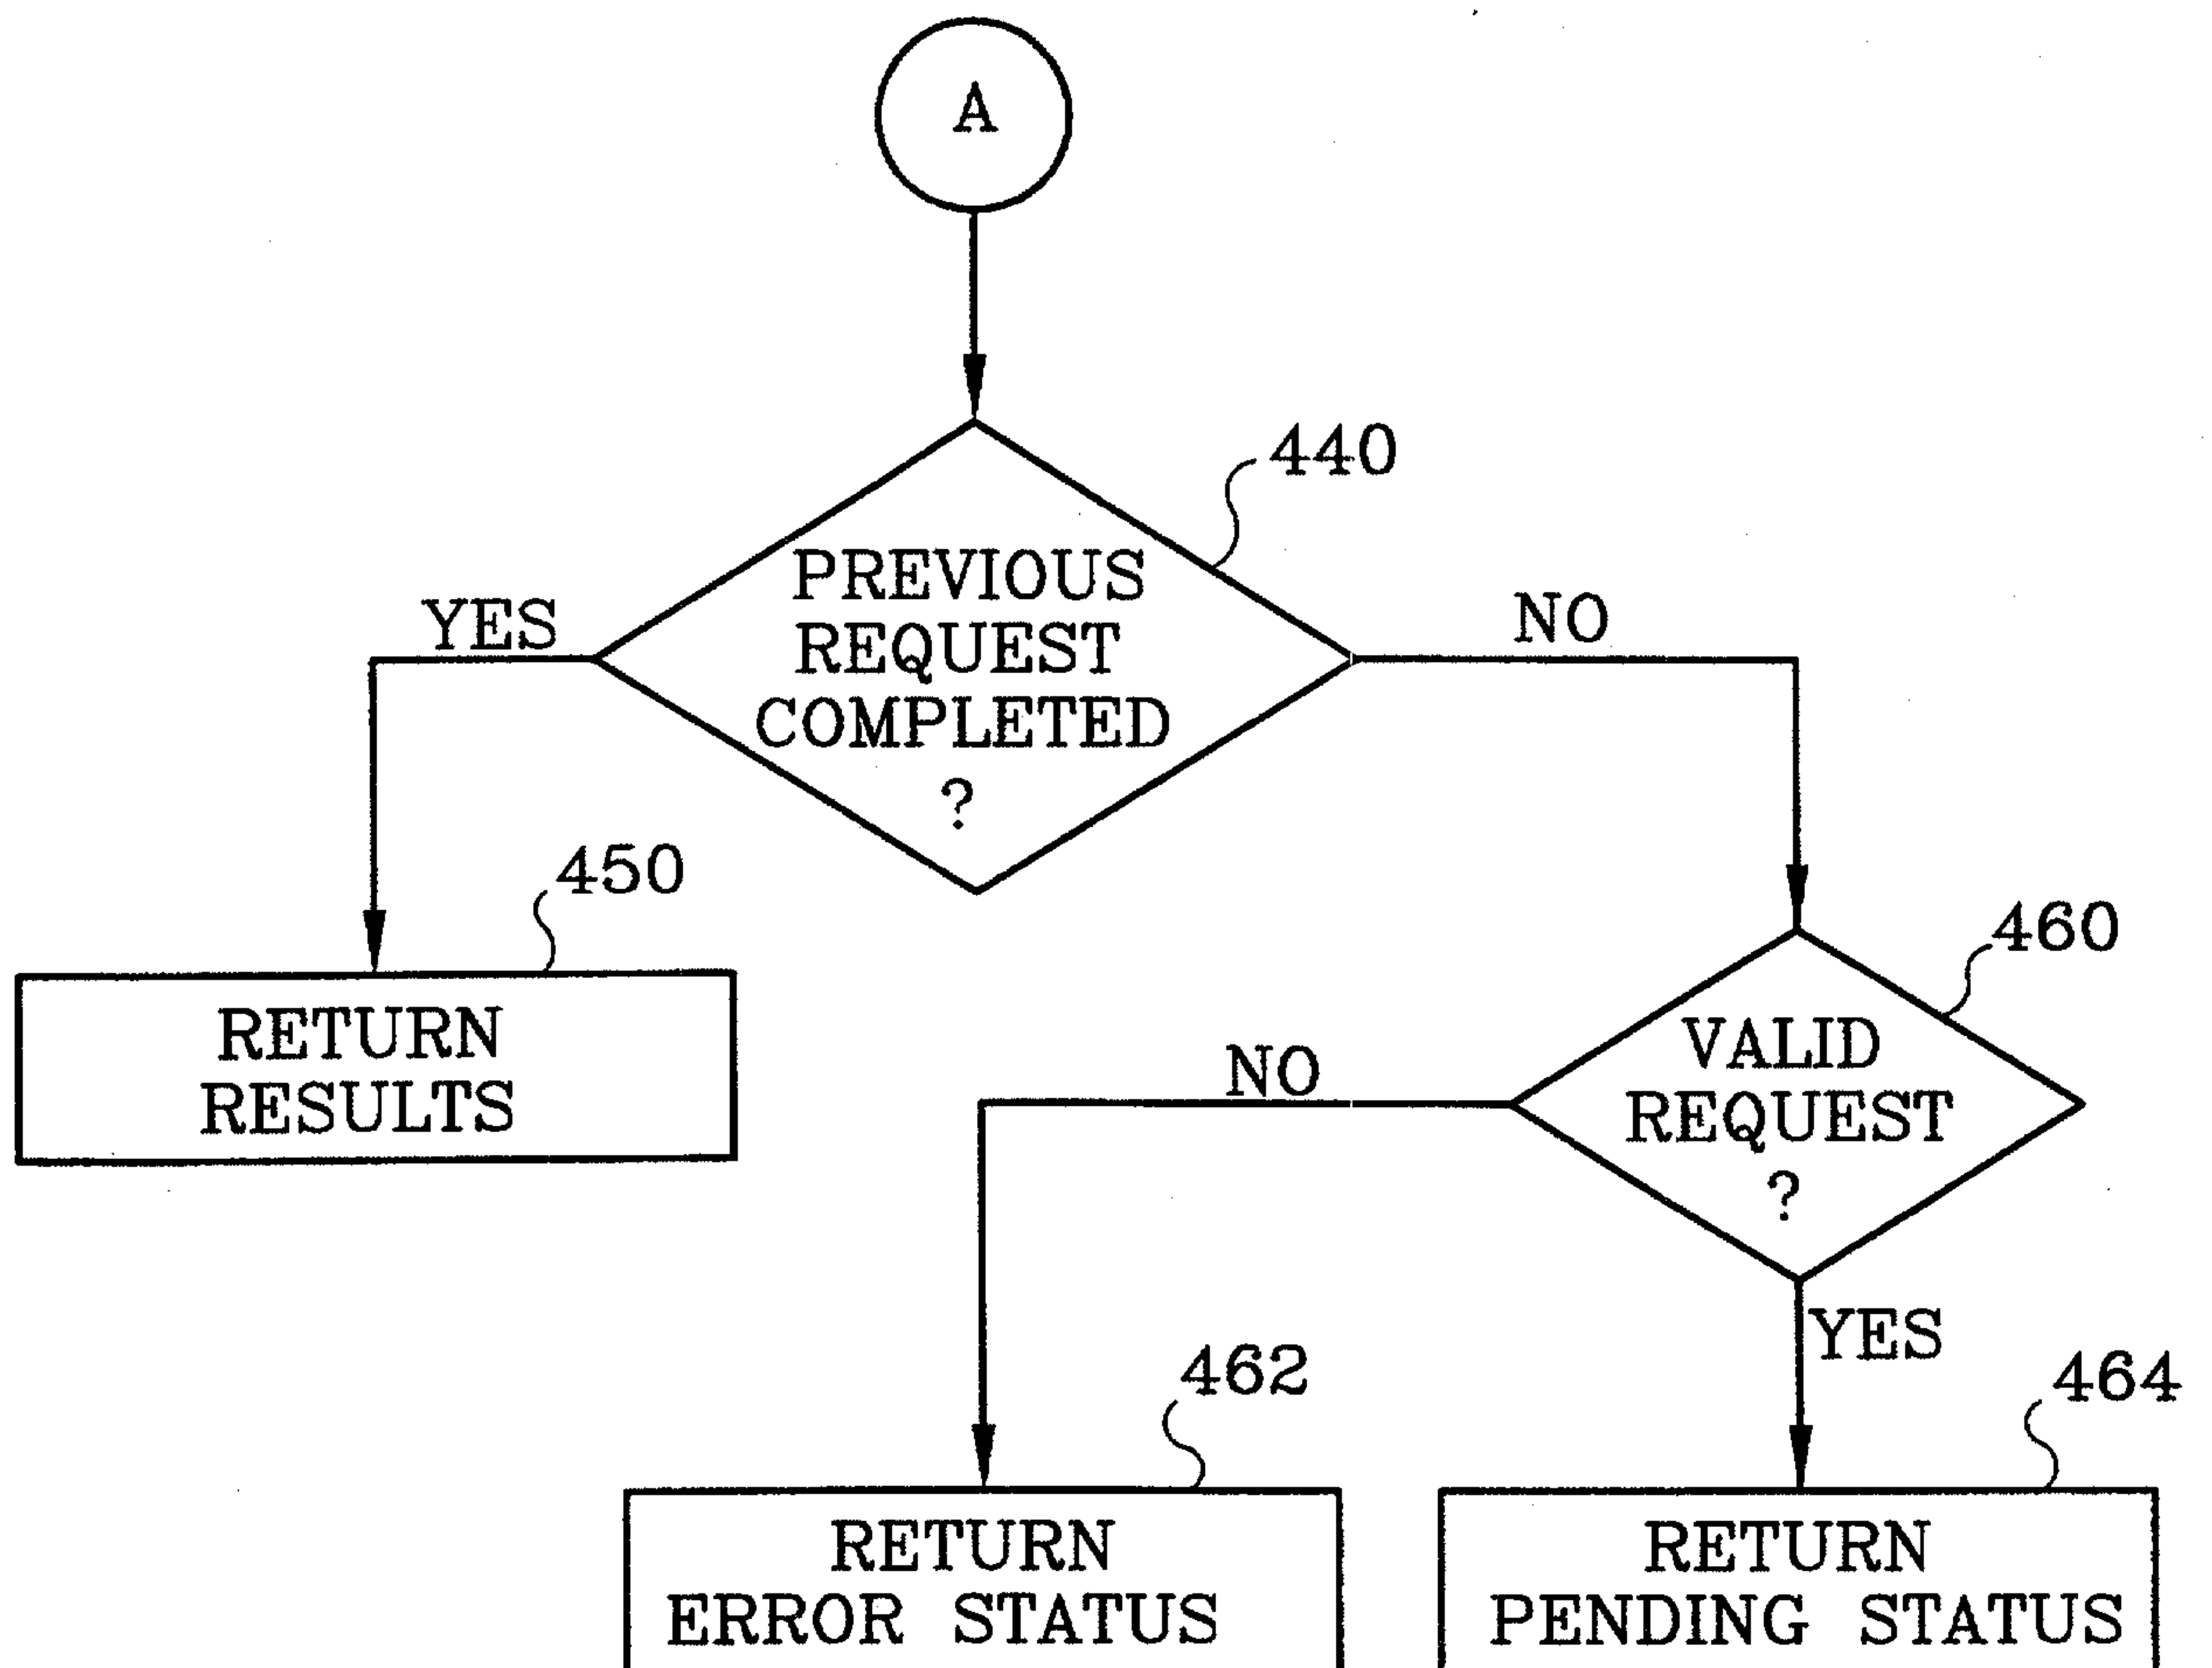 A
440
PREVIOUS
REQUEST
COMPLETED
?
YES
NO
450
RETURN
RESULTS
460
VALID
REQUEST
?
NO
YES
462
RETURN
ERROR STATUS
464
RETURN
PENDING STATUS